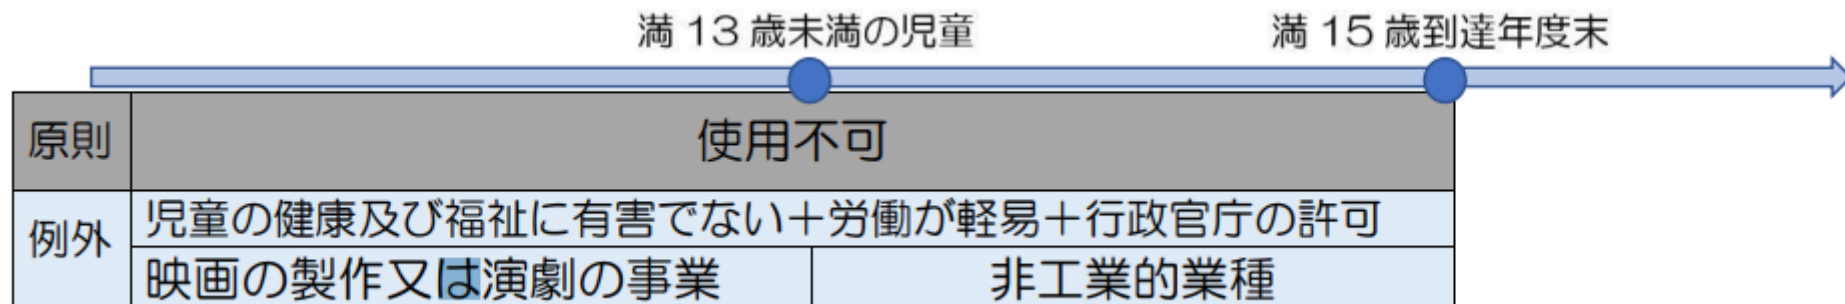 満 13 歳未満の児童
満 15 歳到達年度末
原則
使用不可
例外
児童の健康及び福祉に有害でない＋労働が軽易＋行政官庁の許可
映画の製作又は演劇の事業
非工業的業種